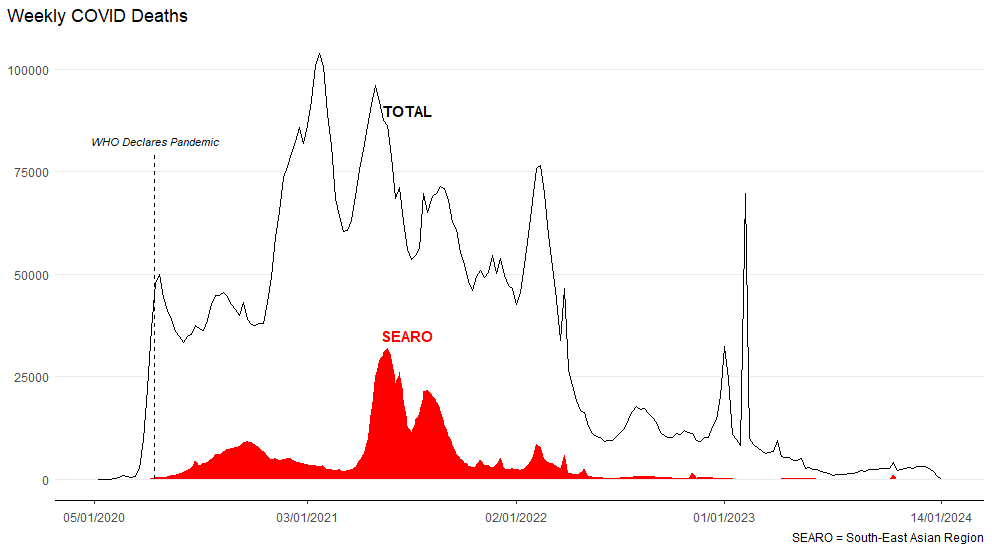 Weekly COVID Deaths
100000
TOTAL
WHO Declares Pandemic
75000
50000
SEARO
25000
0
05/01/2020 03/01/2021 02/01/2022 01/01/2023 14/01/2024
SEARO = South-East Asian Region